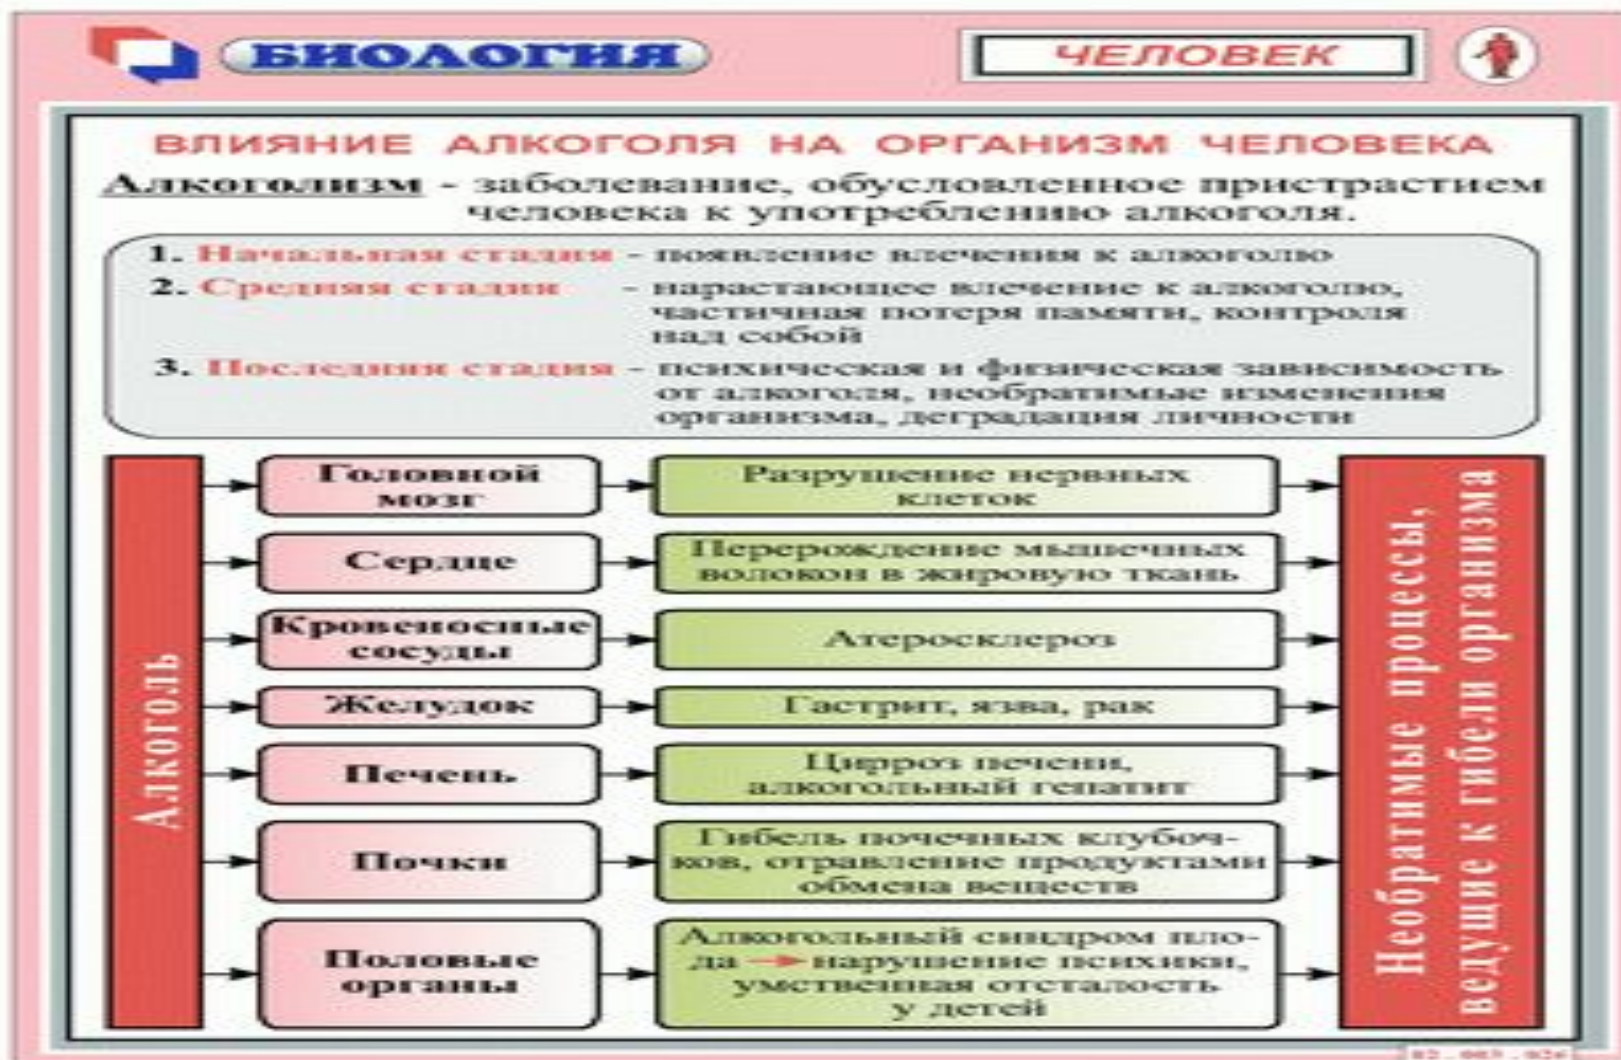 БИОЛОГИЯ
ЧЕЛОВЕК
ВЛИЯНИЕ АЛКОГОЛЯ НА ОРГАНИЗМ ЧЕЛОВЕКА
Алкоголизм - заболевание, обусловленное пристрастием
человека к употреблению алкоголя.
1. Начальная стадия - появление влечения к алкоголю
2. Средняя стадия - нарастающее влечение к алкоголю,
частичная потеря памяти, контроля
над собой
3. Последняя стадия - психическая и физическая зависимость
от алкоголя, необратимые изменения
организма, деградация личности
Алкоголь
Головной
мозг
Разрушение нервных
клеток
Сердце
Перерождение мышечных
волокон в жировую ткань
Кровеносные
сосуды
Атеросклероз
Желудок
Гастрит, язва, рак
Печень
Цирроз печени,
алкогольный гепатит
Почки
Гибель почечных клубоч-
ков, отравление продуктами
обмена веществ
Половые
органы
Алкогольный синдром пло-
да → нарушение психики,
умственная отсталость
у детей
Необратимые процессы,
ведущие к гибели организма